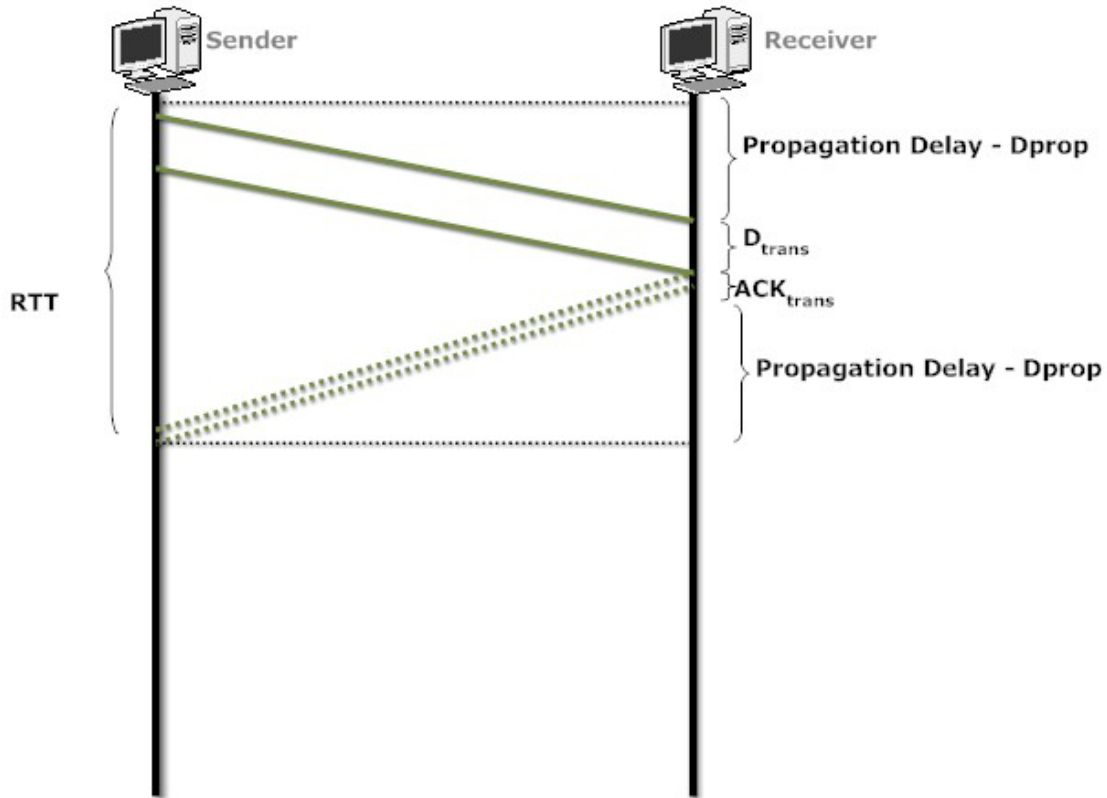 Sender
Receiver
Propagation Delay - Dprop
Dtrans
RTT
ACKtrans
Propagation Delay - Dprop